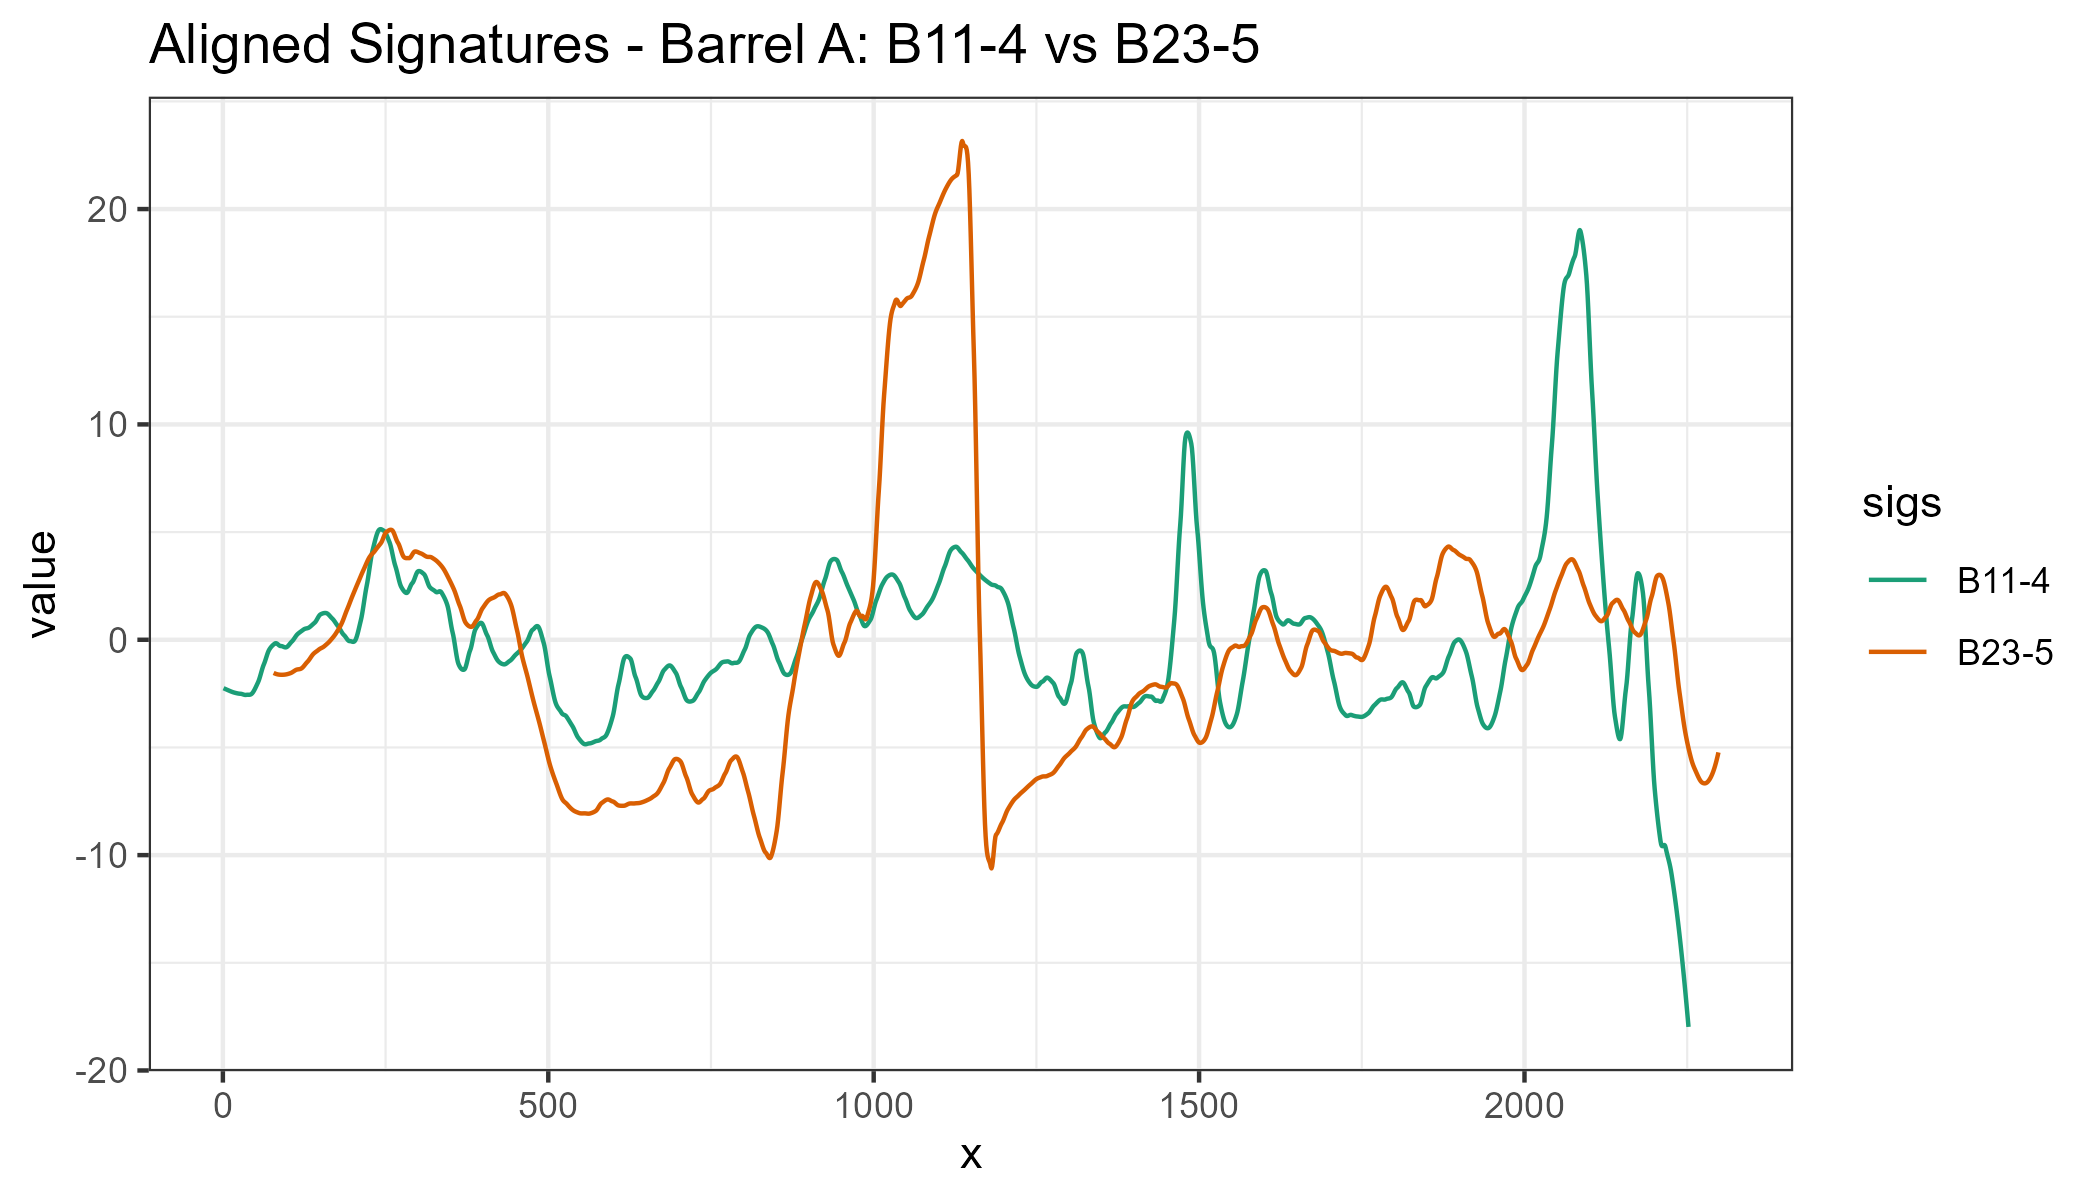 Aligned Signatures - Barrel A: B11-4 vs B23-5
value
20
10
0
-10
-20
0 500 1000 1500 2000
x
sigs
B11-4
B23-5